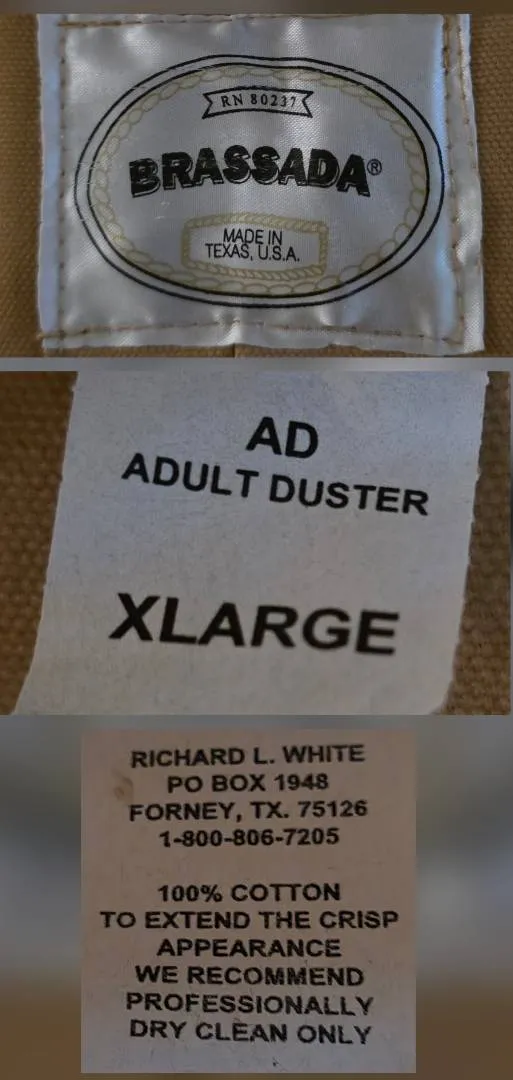 RN 80237
BRASSADA®
MADE IN
TEXAS, U.S.A.
AD
ADULT DUSTER
XLARGE
RICHARD L. WHITE
PO BOX 1948
FORNEY, TX. 75126
1-800-806-7205
100% COTTON
TO EXTEND THE CRISP
APPEARANCE
WE RECOMMEND
PROFESSIONALLY
DRY CLEAN ONLY